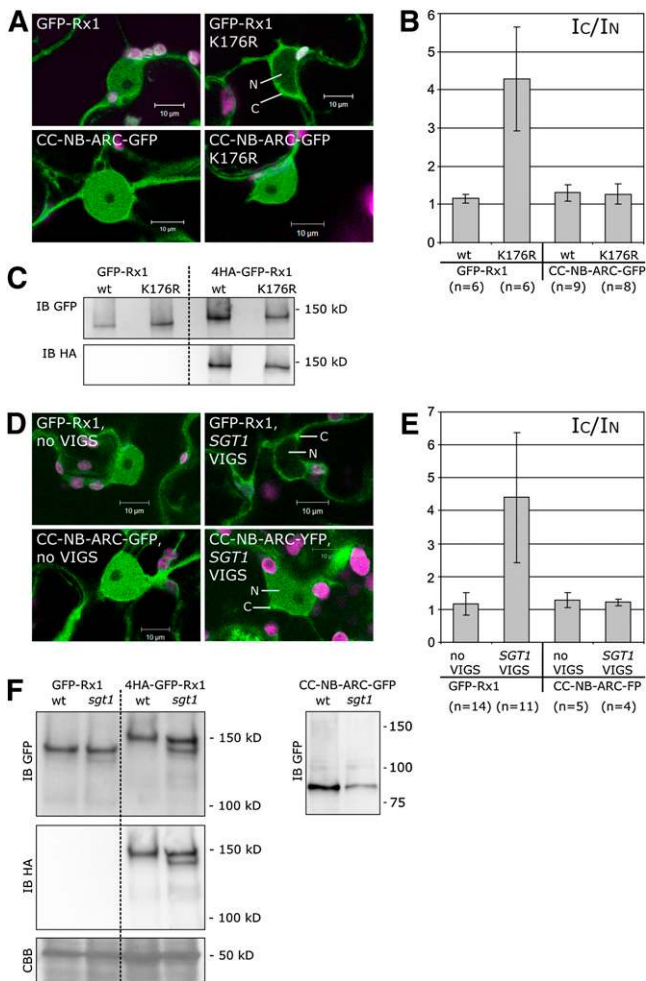 A
GFP-Rx1
10 µm
GFP-Rx1
K176R
N
C
10 µm
CC-NB-ARC-GFP
10 µm
CC-NB-ARC-GFP
K176R
10 µm
B
IC/IN
6
5
4
3
2
1
0
wt K176R wt K176R
GFP-Rx1 CC-NB-ARC-GFP
(n=6) (n=6) (n=9) (n=8)
C
GFP-Rx1 4HA-GFP-Rx1
wt K176R wt K176R
IB GFP
- 150 kD
IB HA
- 150 kD
D
GFP-Rx1,
no VIGS
10 µm
GFP-Rx1,
SGT1
VIGS
C
N
10 µm
CC-NB-ARC-GFP,
no VIGS
10 µm
CC-NB-ARC-YFP,
SGT1
VIGS
10 µm
N
C
E
IC/IN
7
6
5
4
3
2
1
0
no SGT1 no SGT1
VIGS VIGS VIGS VIGS
GFP-Rx1 CC-NB-ARC-FP
(n=14) (n=11) (n=5) (n=4)
F
GFP-Rx1 4HA-GFP-Rx1
wt sgt1 wt sgt1
IB GFP
- 150 kD
- 100 kD
IB HA
- 150 kD
- 100 kD
CBB
- 50 kD
CC-NB-ARC-GFP
wt sgt1
IB GFP
- 150
- 100
- 75